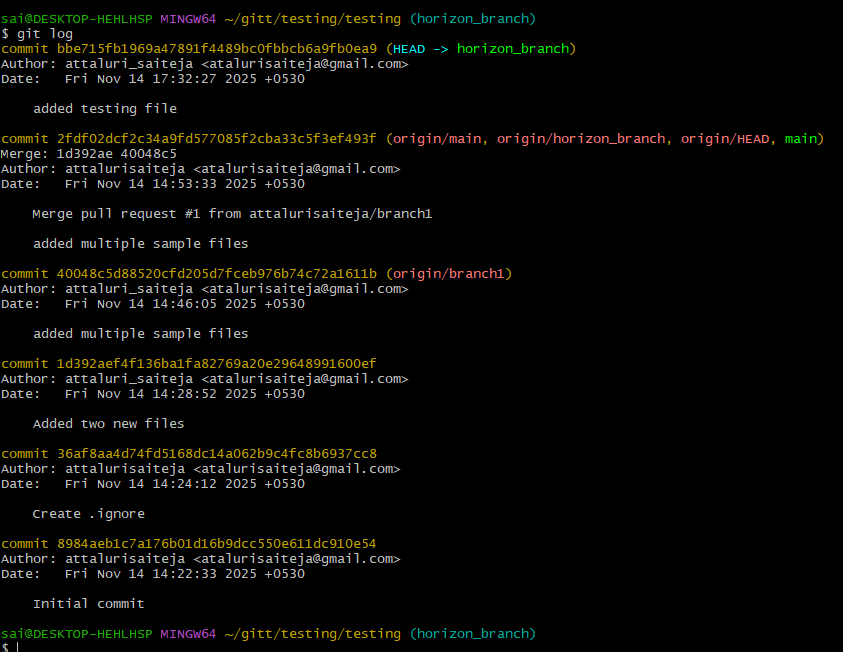 sai@DESKTOP-HEHLHSP MINGW64 ~/gitt/testing/testing (horizon_branch)
$ git log
commit bbe715fb1969a47891f4489bc0fbbcb6a9fb0ea9 (HEAD -> horizon_branch)
Author: attaluri_saiteja <atalurisaiteja@gmail.com>
Date:   Fri Nov 14 17:32:27 2025 +0530

    added testing file

commit 2fdf02dcf2c34a9fd577085f2cba33c5f3ef493f (origin/main, origin/horizon_branch, origin/HEAD, main)
Merge: 1d392ae 40048c5
Author: attalurisaiteja <atalurisaiteja@gmail.com>
Date:   Fri Nov 14 14:53:33 2025 +0530

    Merge pull request #1 from attalurisaiteja/branch1

    added multiple sample files

commit 40048c5d88520cfd205d7fceb976b74c72a1611b (origin/branch1)
Author: attaluri_saiteja <atalurisaiteja@gmail.com>
Date:   Fri Nov 14 14:46:05 2025 +0530

    added multiple sample files

commit 1d392aef4f136ba1fa82769a20e29648991600ef
Author: attaluri_saiteja <atalurisaiteja@gmail.com>
Date:   Fri Nov 14 14:28:52 2025 +0530

    Added two new files

commit 36af8aa4d74fd5168dc14a062b9c4fc8b6937cc8
Author: attalurisaiteja <atalurisaiteja@gmail.com>
Date:   Fri Nov 14 14:24:12 2025 +0530

    Create .ignore

commit 8984aeb1c7a176b01d16b9dcc550e611dc910e54
Author: attalurisaiteja <atalurisaiteja@gmail.com>
Date:   Fri Nov 14 14:22:33 2025 +0530

    Initial commit

sai@DESKTOP-HEHLHSP MINGW64 ~/gitt/testing/testing (horizon_branch)
$